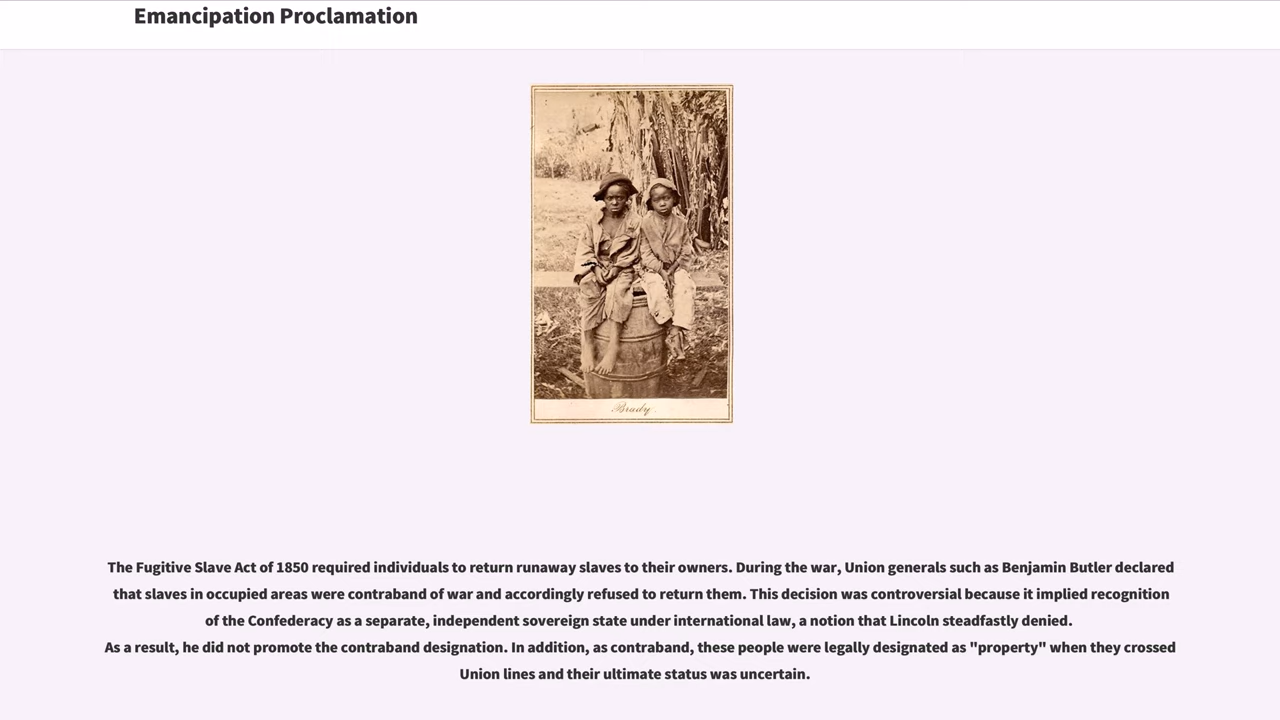 Emancipation Proclamation
Brady.
The Fugitive Slave Act of 1850 required individuals to return runaway slaves to their owners. During the war, Union generals such as Benjamin Butler declared
that slaves in occupied areas were contraband of war and accordingly refused to return them. This decision was controversial because it implied recognition
of the Confederacy as a separate, independent sovereign state under international law, a notion that Lincoln steadfastly denied.
As a result, he did not promote the contraband designation. In addition, as contraband, these people were legally designated as "property" when they crossed
Union lines and their ultimate status was uncertain.